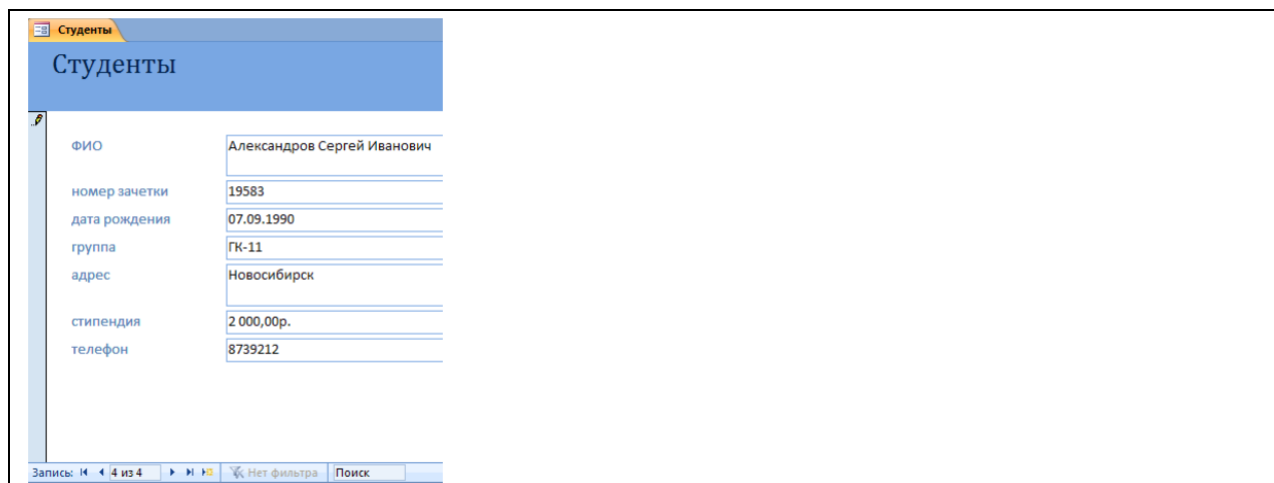 Студенты
Студенты
ФИО Александров Сергей Иванович
номер зачетки 19583
дата рождения 07.09.1990
группа ГК-11
адрес Новосибирск
стипендия 2 000,00р.
телефон 8739212
Запись: 4 из 4 Нет фильтра Поиск